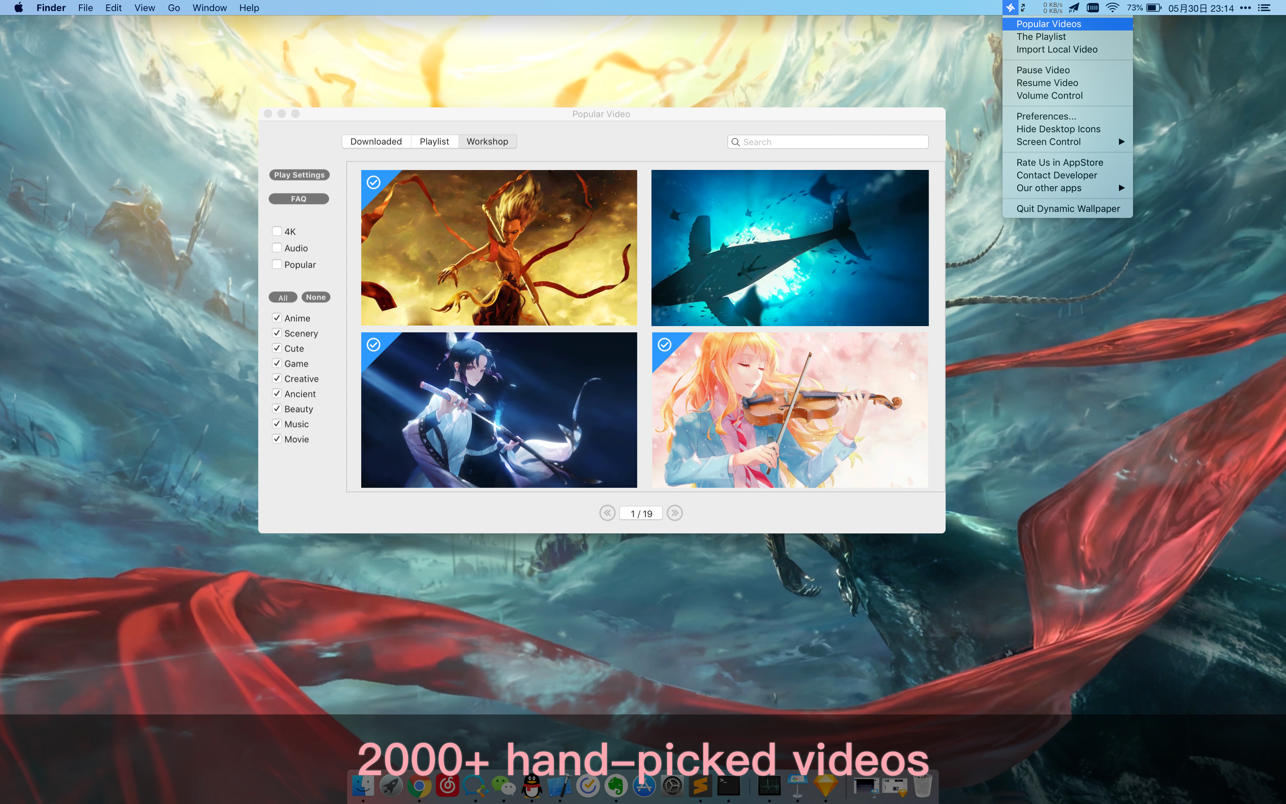 Finder File Edit View Go Window Help
0 KB/s
0 KB/s
73% 05月30日 23:14
Popular Videos
The Playlist
Import Local Video
Pause Video
Resume Video
Volume Control
Preferences...
Hide Desktop Icons
Screen Control
Rate Us in AppStore
Contact Developer
Our other apps
Quit Dynamic Wallpaper
Popular Video
Downloaded Playlist Workshop
Search
Play Settings
FAQ
4K
Audio
Popular
All None
Anime
Scenery
Cute
Game
Creative
Ancient
Beauty
Music
Movie
1 / 19
2000+ hand-picked videos